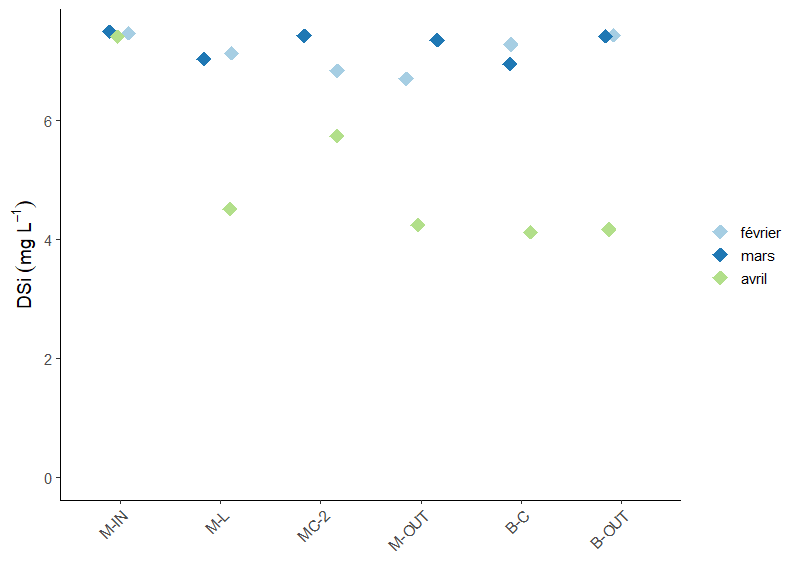 DSi (mg L⁻¹)
6
4
2
0
M-IN
M-L
MC-2
M-OUT
B-C
B-OUT
février
mars
avril